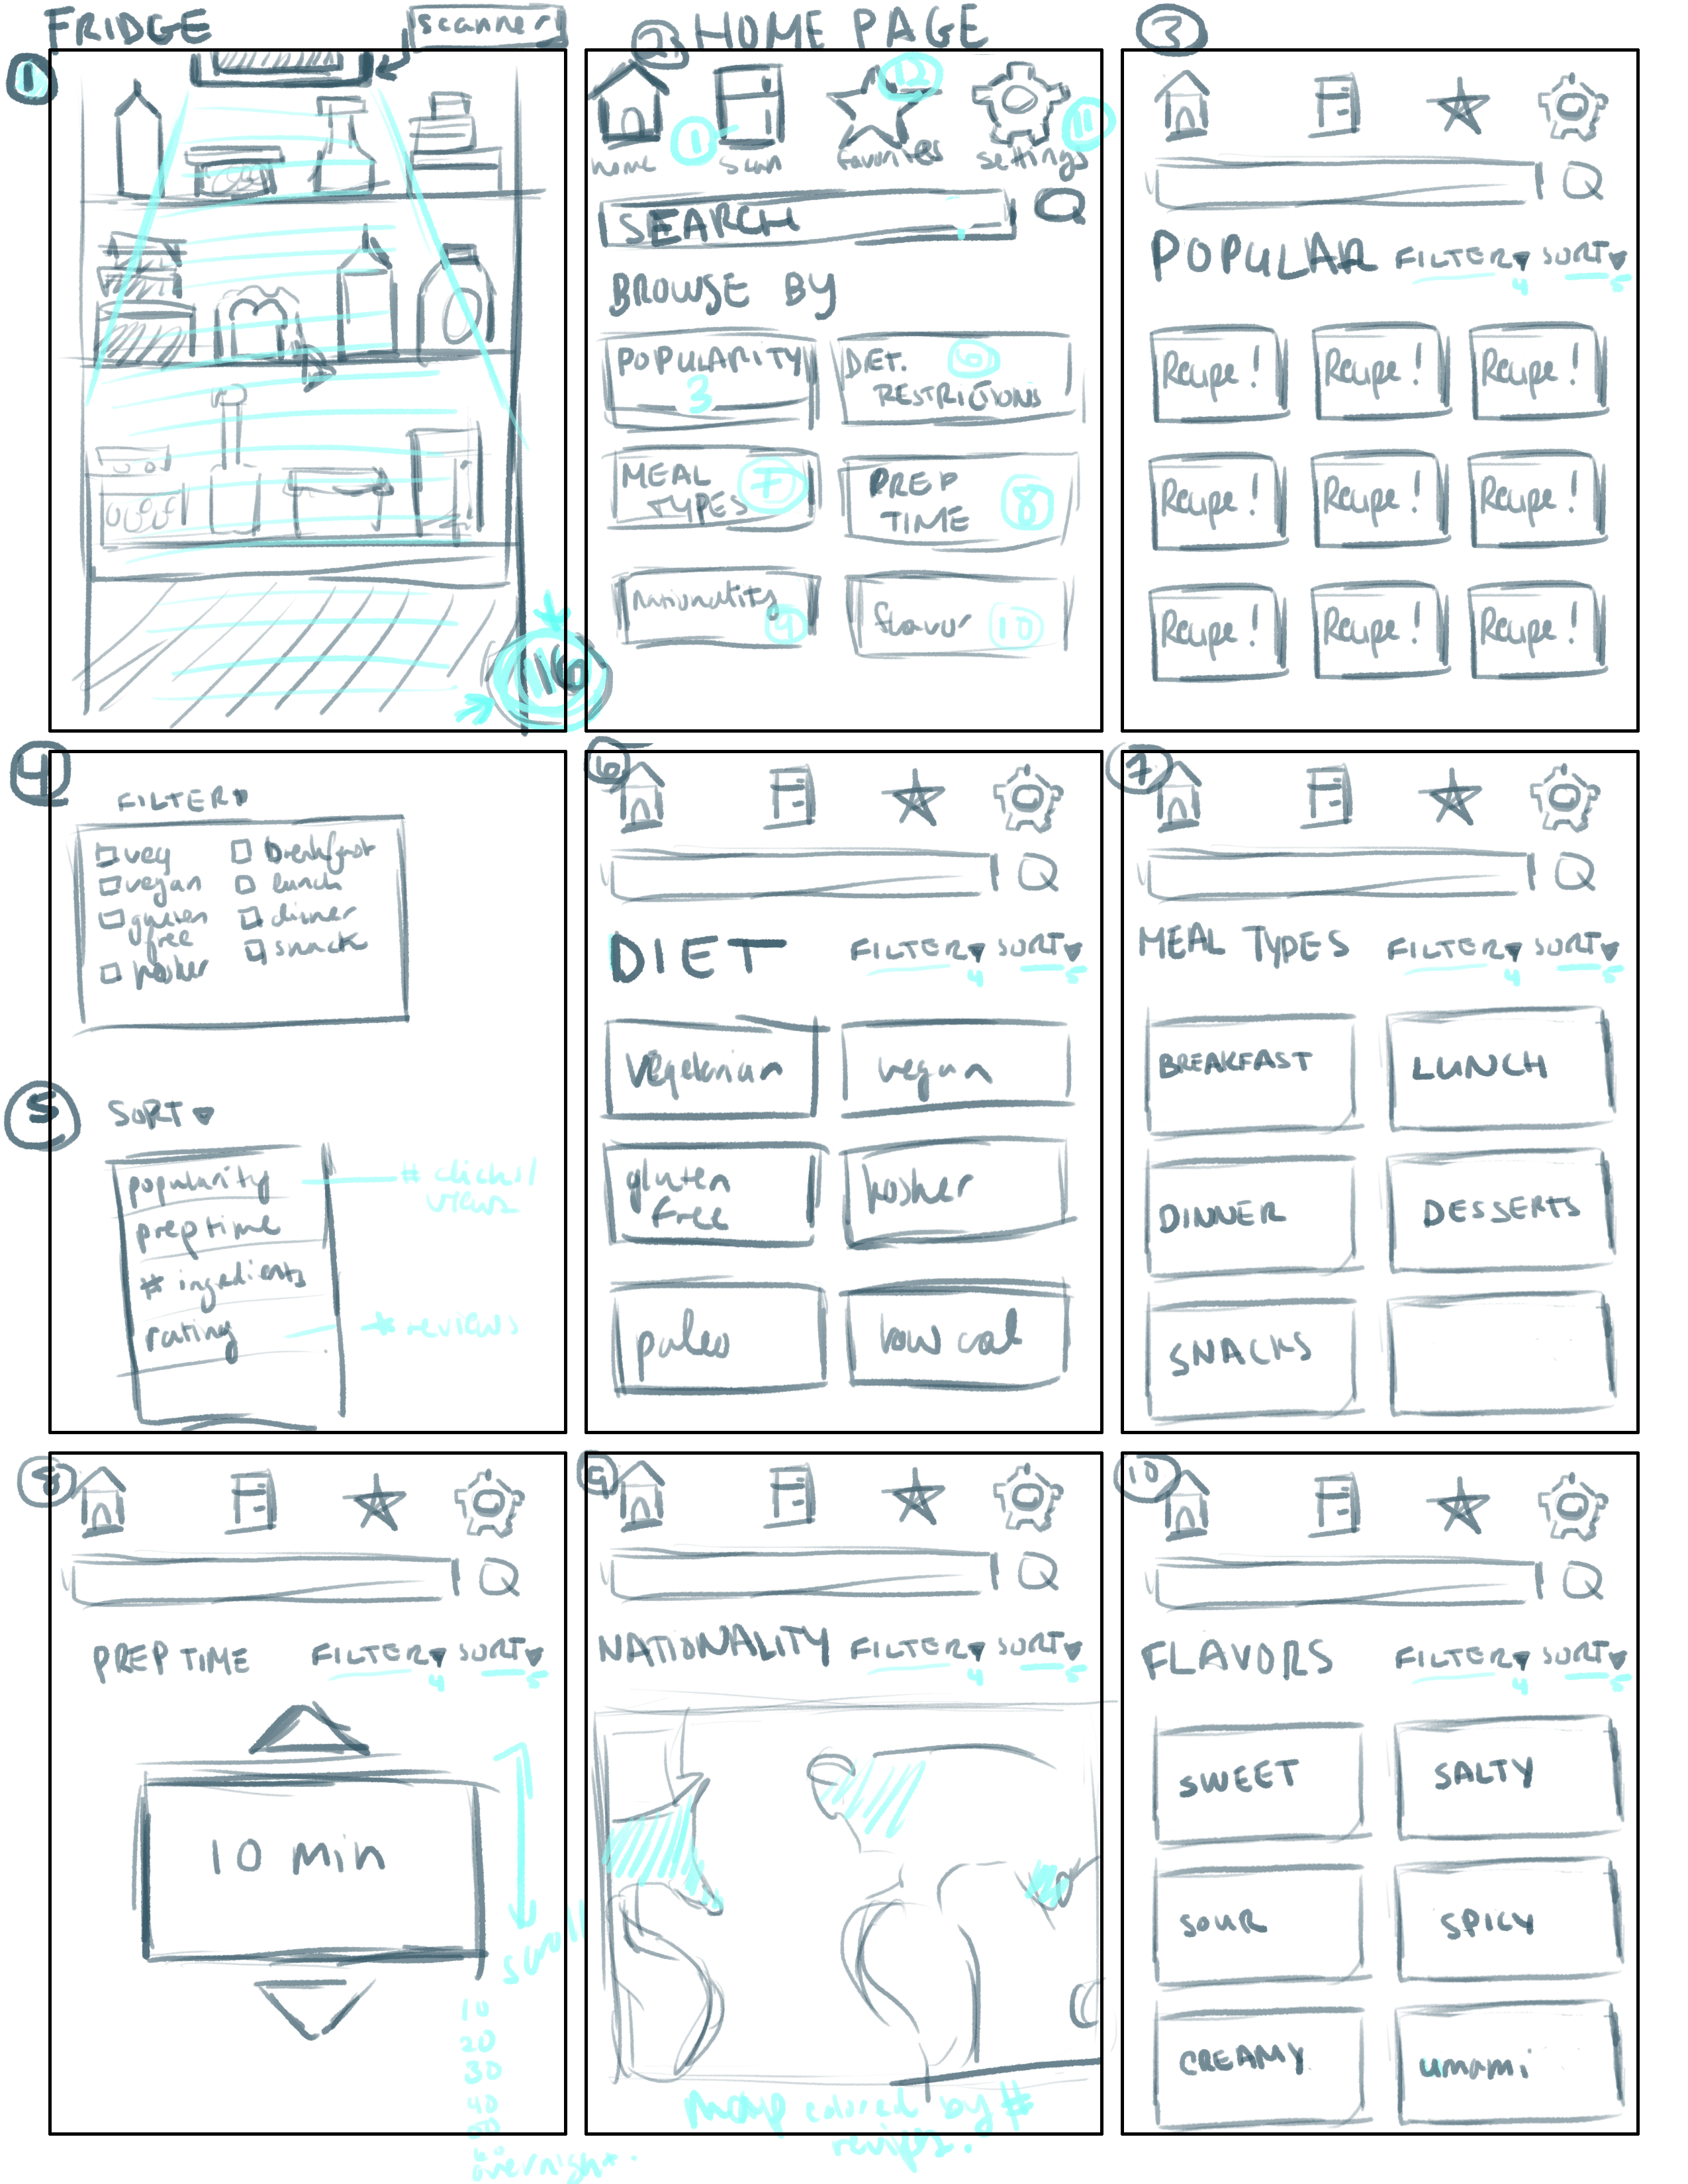 FRIDGE
scanner
1
116
2 HOME PAGE
12
1
11
home
scan
favorites
settings
SEARCH
BROWSE BY
POPULARITY
3
DIET.
RESTRICTIONS
6
MEAL
TYPES
7
PREP
TIME
8
nationality
9
flavor
10
3
POPULAR FILTER SORT
4 5
Recipe! Recipe! Recipe!
Recipe! Recipe! Recipe!
Recipe! Recipe! Recipe!
4
FILTER
veg
vegan
gluten
free
kosher
breakfast
lunch
dinner
snack
5
SORT
popularity
prep time
# ingredients
rating
# clicks/
views
reviews
6
DIET FILTER SORT
4 5
Vegetarian
vegan
gluten
free
kosher
paleo
low cal
7
MEAL TYPES FILTER SORT
4 5
BREAKFAST
LUNCH
DINNER
DESSERTS
SNACKS
8
PREP TIME FILTER SORT
4 5
10 Min
scroll
10
20
30
40
overnight.
9
NATIONALITY FILTER SORT
4 5
Map colored by #
recipes.
10
FLAVORS FILTER SORT
4 5
SWEET
SALTY
SOUR
SPICY
CREAMY
umami